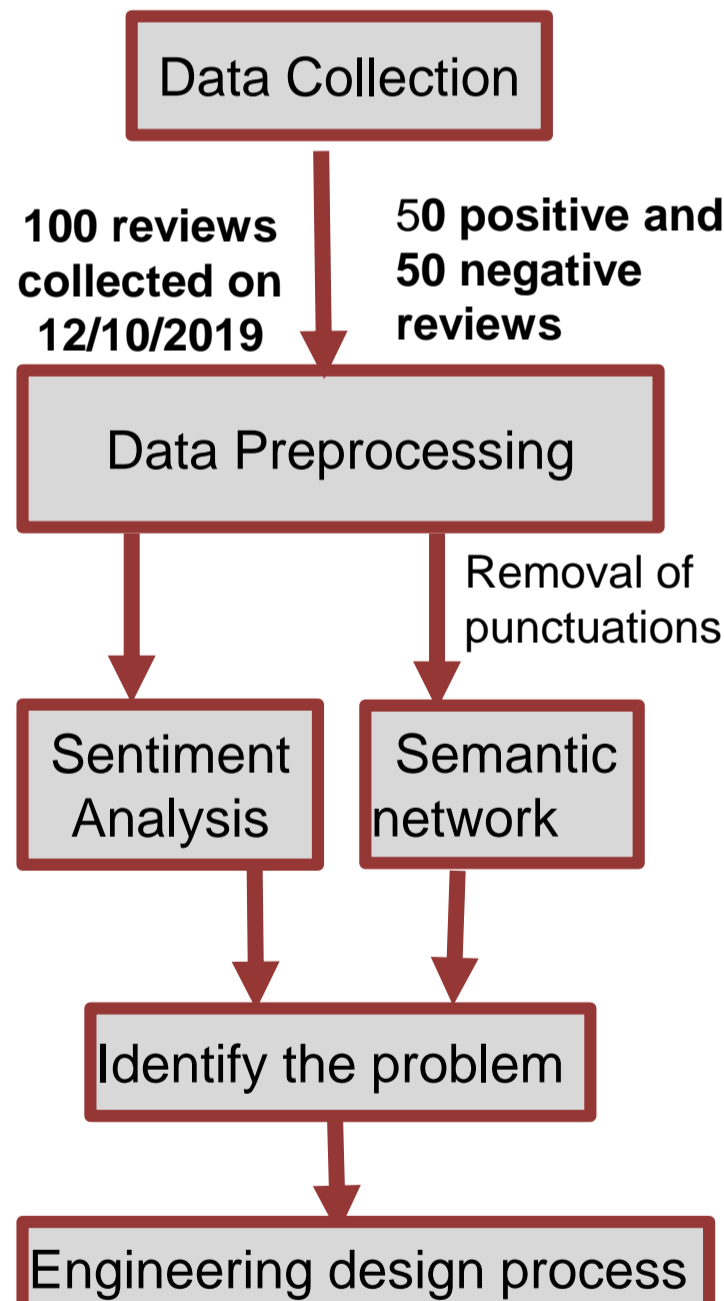 Data Collection
100 reviews
collected on
12/10/2019
50 positive and
50 negative
reviews
Data Preprocessing
Removal of
punctuations
Sentiment
Analysis
Semantic
network
Identify the problem
Engineering design process